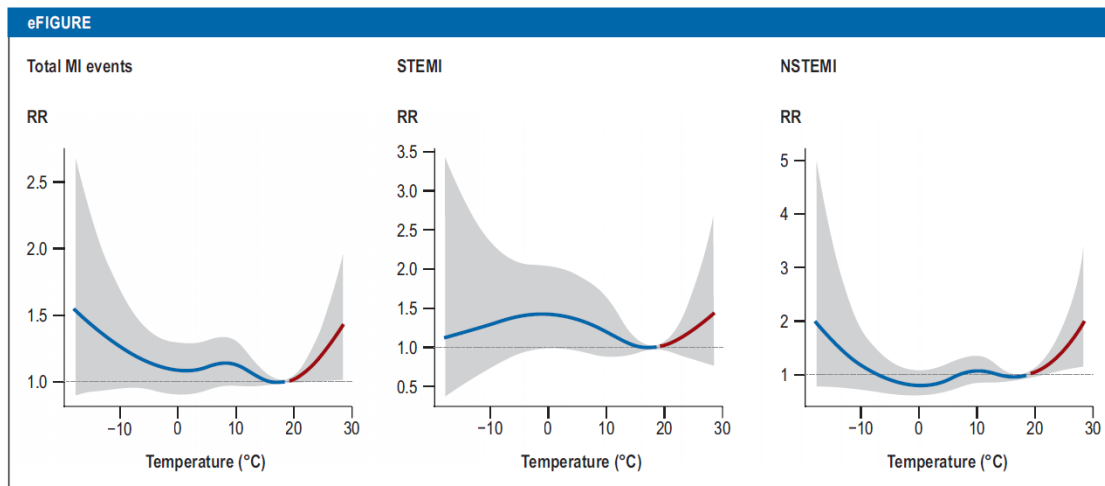 eFIGURE
Total MI events
STEMI
NSTEMI
RR
RR
RR
2.5
2.0
1.5
1.0
−10 0 10 20 30
Temperature (°C)
3.5
3.0
2.5
2.0
1.5
1.0
0.5
−10 0 10 20 30
Temperature (°C)
5
4
3
2
1
−10 0 10 20 30
Temperature (°C)